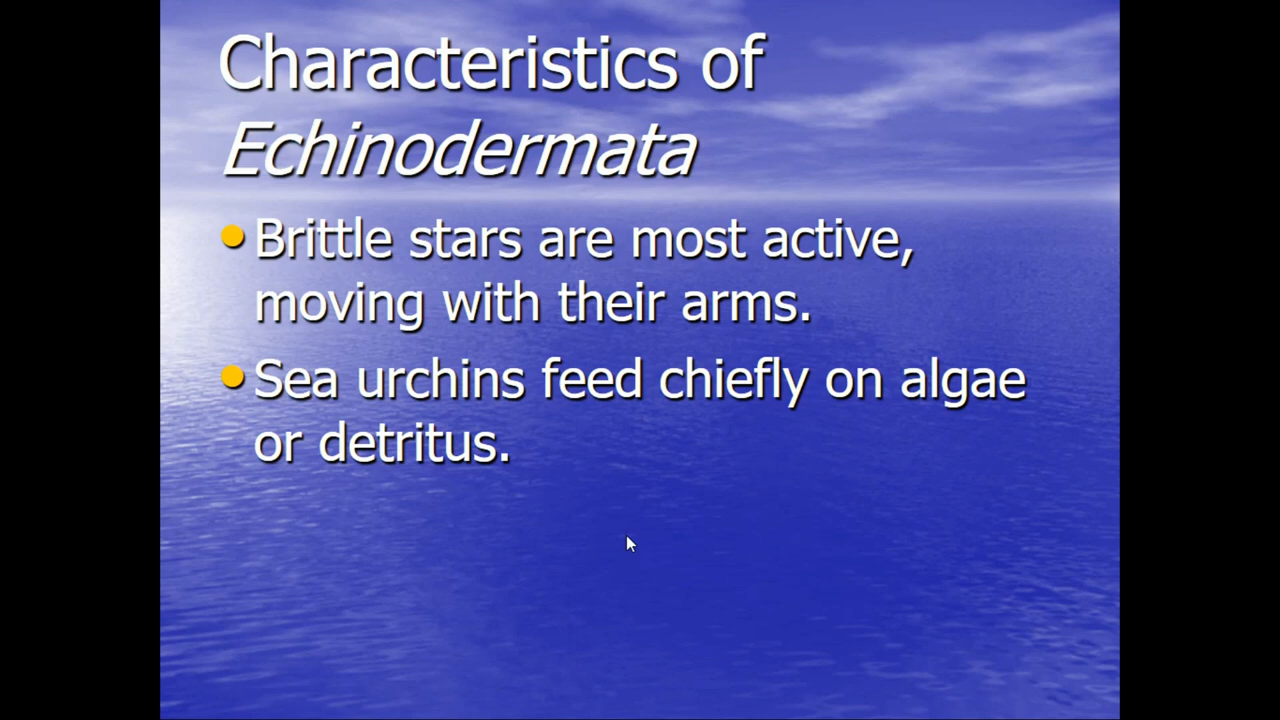 Characteristics of
Echinodermata
• Brittle stars are most active,
moving with their arms.
• Sea urchins feed chiefly on algae
or detritus.